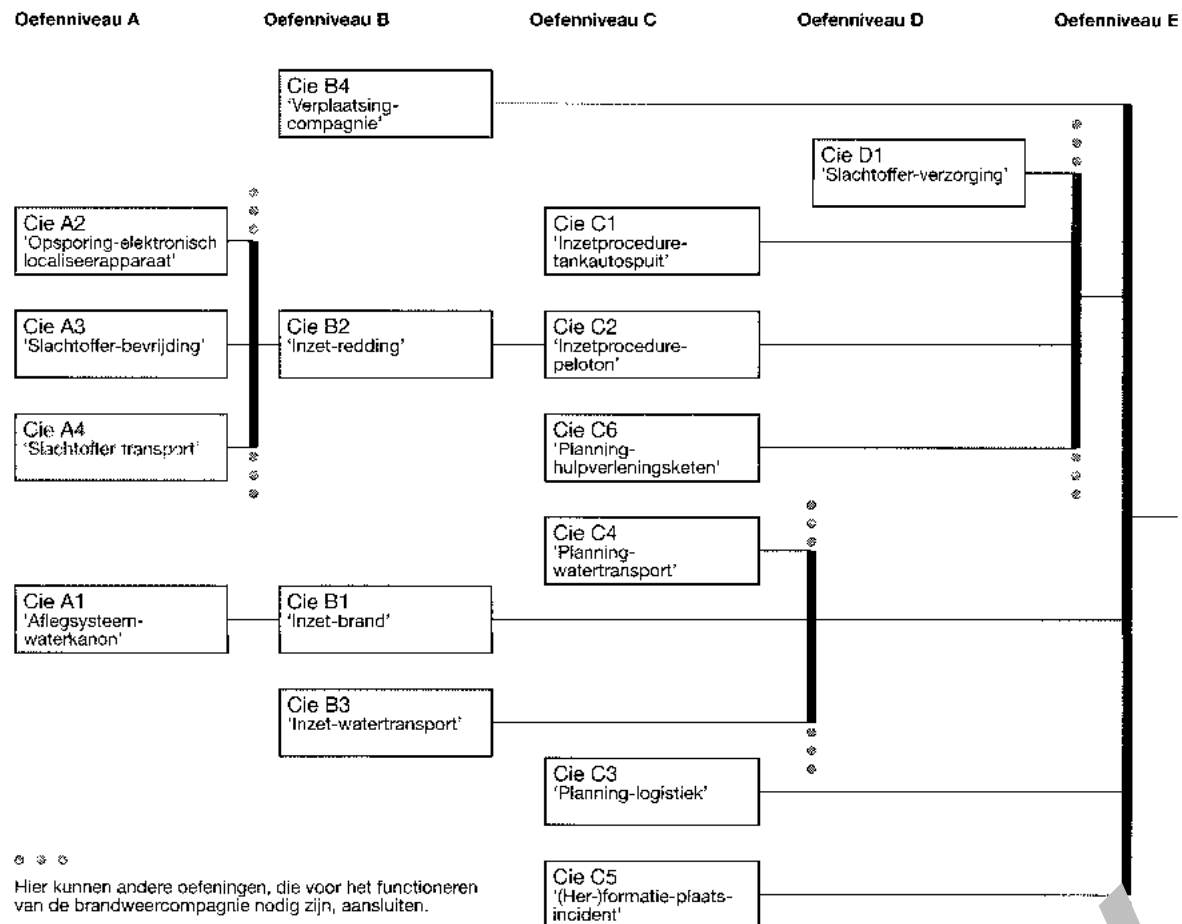 Oefenniveau A Oefenniveau B Oefenniveau C Oefenniveau D Oefenniveau E
Cie B4
'Verplaatsing-
compagnie'
Cie D1
'Slachtoffer-verzorging'
Cie A2
'Opsporing-elektronisch
localiseerapparaat'
Cie C1
'Inzetprocedure-
tankautospuit'
Cie A3
'Slachtoffer-bevrijding'
Cie B2
'Inzet-redding'
Cie C2
'Inzetprocedure-
peloton'
Cie A4
'Slachtoffer transport'
Cie C6
'Planning-
hulpverleningsketen'
Cie C4
'Planning-
watertransport'
Cie A1
'Aflegsysteem-
waterkanon'
Cie B1
'Inzet-brand'
Cie B3
'Inzet-watertransport'
Cie C3
'Planning-logistiek'
Cie C5
'(Her-)formatie-plaats-
incident'
Hier kunnen andere oefeningen, die voor het functioneren
van de brandweercompagnie nodig zijn, aansluiten.